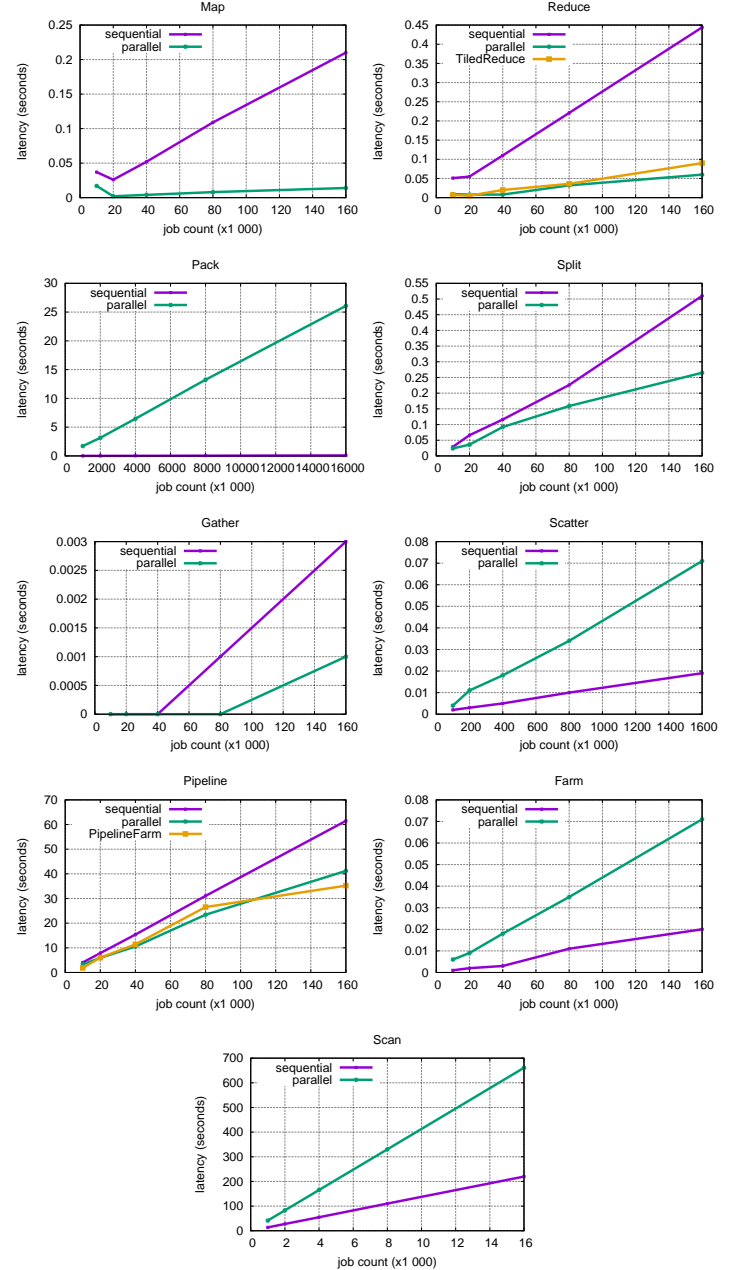 Map
Reduce
0.25
0.2
0.15
0.1
0.05
0
latency (seconds)
sequential
parallel
0 20 40 60 80 100 120 140 160
job count (x1 000)
0.45
0.4
0.35
0.3
0.25
0.2
0.15
0.1
0.05
0
latency (seconds)
sequential
parallel
TiledReduce
0 20 40 60 80 100 120 140 160
job count (x1 000)
Pack
Split
30
25
20
15
10
5
0
latency (seconds)
sequential
parallel
0 2000 4000 6000 8000 10000 12000 14000 16000
job count (x1 000)
0.55
0.5
0.45
0.4
0.35
0.3
0.25
0.2
0.15
0.1
0.05
0
latency (seconds)
sequential
parallel
0 20 40 60 80 100 120 140 160
job count (x1 000)
Gather
Scatter
0.003
0.0025
0.002
0.0015
0.001
0.0005
0
latency (seconds)
sequential
parallel
0 20 40 60 80 100 120 140 160
job count (x1 000)
0.08
0.07
0.06
0.05
0.04
0.03
0.02
0.01
0
latency (seconds)
sequential
parallel
0 200 400 600 800 1000 1200 1400 1600
job count (x1 000)
Pipeline
Farm
70
60
50
40
30
20
10
0
latency (seconds)
sequential
parallel
PipelineFarm
0 20 40 60 80 100 120 140 160
job count (x1 000)
0.08
0.07
0.06
0.05
0.04
0.03
0.02
0.01
0
latency (seconds)
sequential
parallel
0 20 40 60 80 100 120 140 160
job count (x1 000)
Scan
700
600
500
400
300
200
100
0
latency (seconds)
sequential
parallel
0 2 4 6 8 10 12 14 16
job count (x1 000)